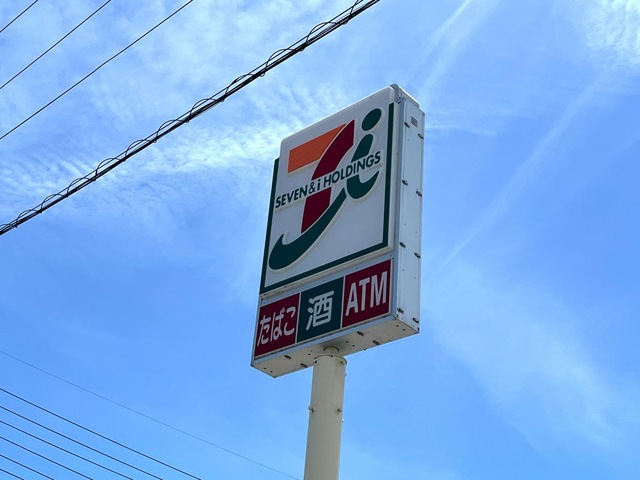 SEVEN&i HOLDINGS
たばこ 酒 ATM